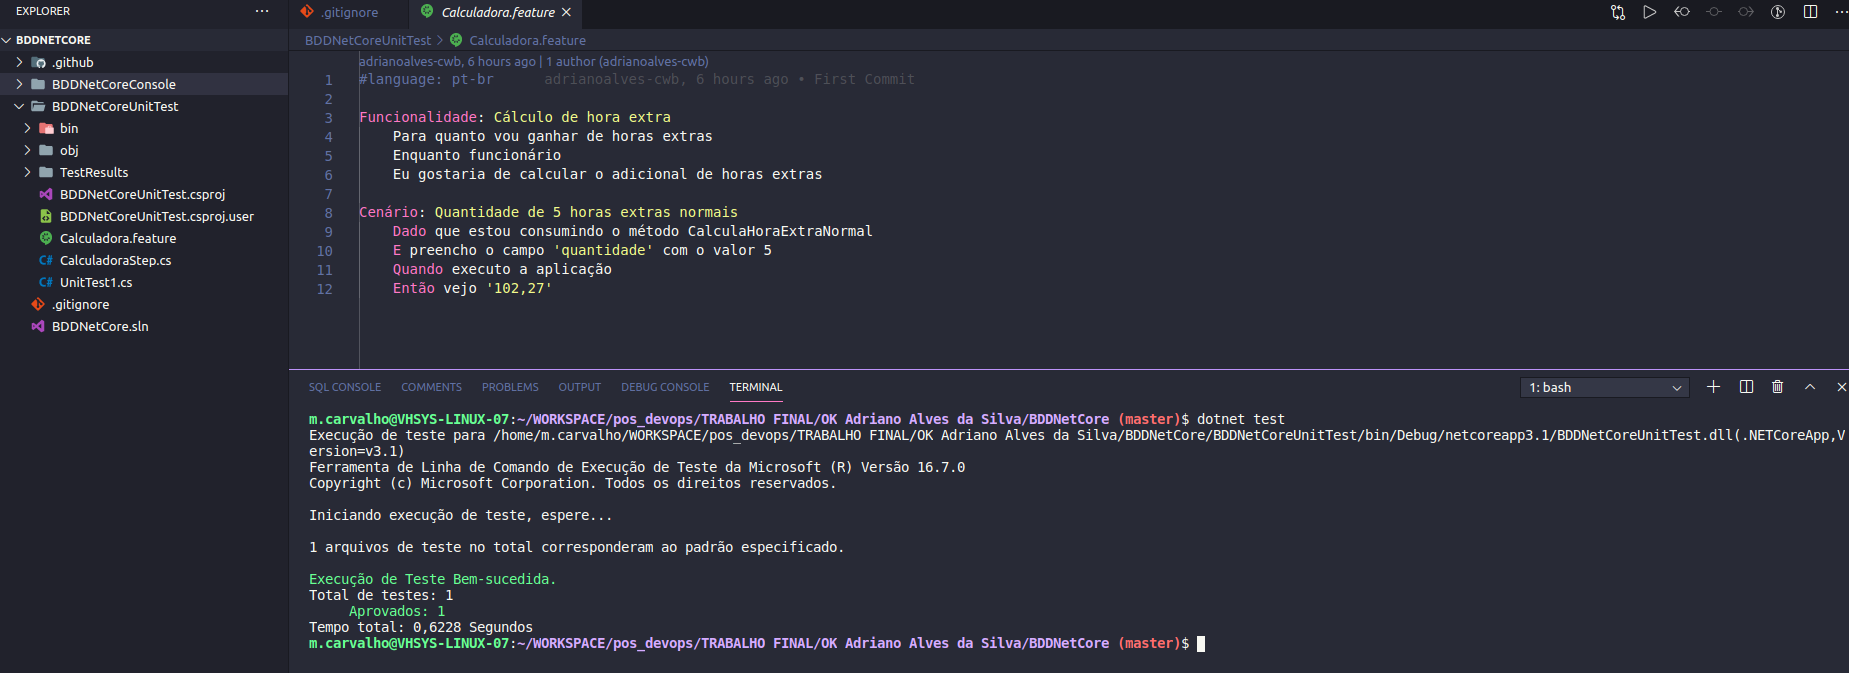 EXPLORER
BDDNETCORE
.github
BDDNetCoreConsole
BDDNetCoreUnitTest
bin
obj
TestResults
BDDNetCoreUnitTest.csproj
BDDNetCoreUnitTest.csproj.user
Calculadora.feature
C# CalculadoraStep.cs
C# UnitTest1.cs
.gitignore
BDDNetCore.sln
.gitignore
Calculadora.feature
BDDNetCoreUnitTest > Calculadora.feature
adrianoalves-cwb, 6 hours ago | 1 author (adrianoalves-cwb)
1 #language: pt-br adrianoalves-cwb, 6 hours ago • First Commit
2
3 Funcionalidade: Cálculo de hora extra
4 Para quanto vou ganhar de horas extras
5 Enquanto funcionário
6 Eu gostaria de calcular o adicional de horas extras
7
8 Cenário: Quantidade de 5 horas extras normais
9 Dado que estou consumindo o método CalculaHoraExtraNormal
10 E preencho o campo 'quantidade' com o valor 5
11 Quando executo a aplicação
12 Então vejo '102,27'
SQL CONSOLE COMMENTS PROBLEMS OUTPUT DEBUG CONSOLE TERMINAL
1: bash
m.carvalho@VHSYS-LINUX-07:~/WORKSPACE/pos_devops/TRABALHO FINAL/OK Adriano Alves da Silva/BDDNetCore (master)$ dotnet test
Execução de teste para /home/m.carvalho/WORKSPACE/pos_devops/TRABALHO FINAL/OK Adriano Alves da Silva/BDDNetCore/BDDNetCoreUnitTest/bin/Debug/netcoreapp3.1/BDDNetCoreUnitTest.dll(.NETCoreApp,V
ersion=v3.1)
Ferramenta de Linha de Comando de Execução de Teste da Microsoft (R) Versão 16.7.0
Copyright (c) Microsoft Corporation. Todos os direitos reservados.
Iniciando execução de teste, espere...
1 arquivos de teste no total corresponderam ao padrão especificado.
Execução de Teste Bem-sucedida.
Total de testes: 1
Aprovados: 1
Tempo total: 0,6228 Segundos
m.carvalho@VHSYS-LINUX-07:~/WORKSPACE/pos_devops/TRABALHO FINAL/OK Adriano Alves da Silva/BDDNetCore (master)$